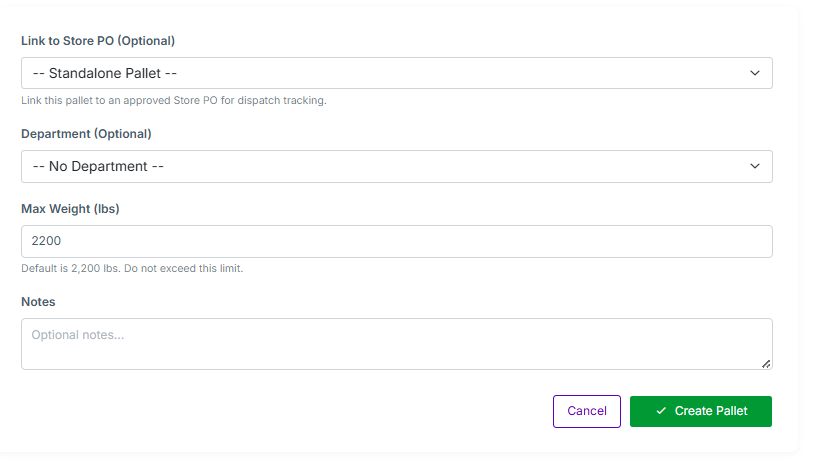 Link to Store PO (Optional)
-- Standalone Pallet --
Link this pallet to an approved Store PO for dispatch tracking.
Department (Optional)
-- No Department --
Max Weight (lbs)
2200
Default is 2,200 lbs. Do not exceed this limit.
Notes
Optional notes...
Cancel
Create Pallet